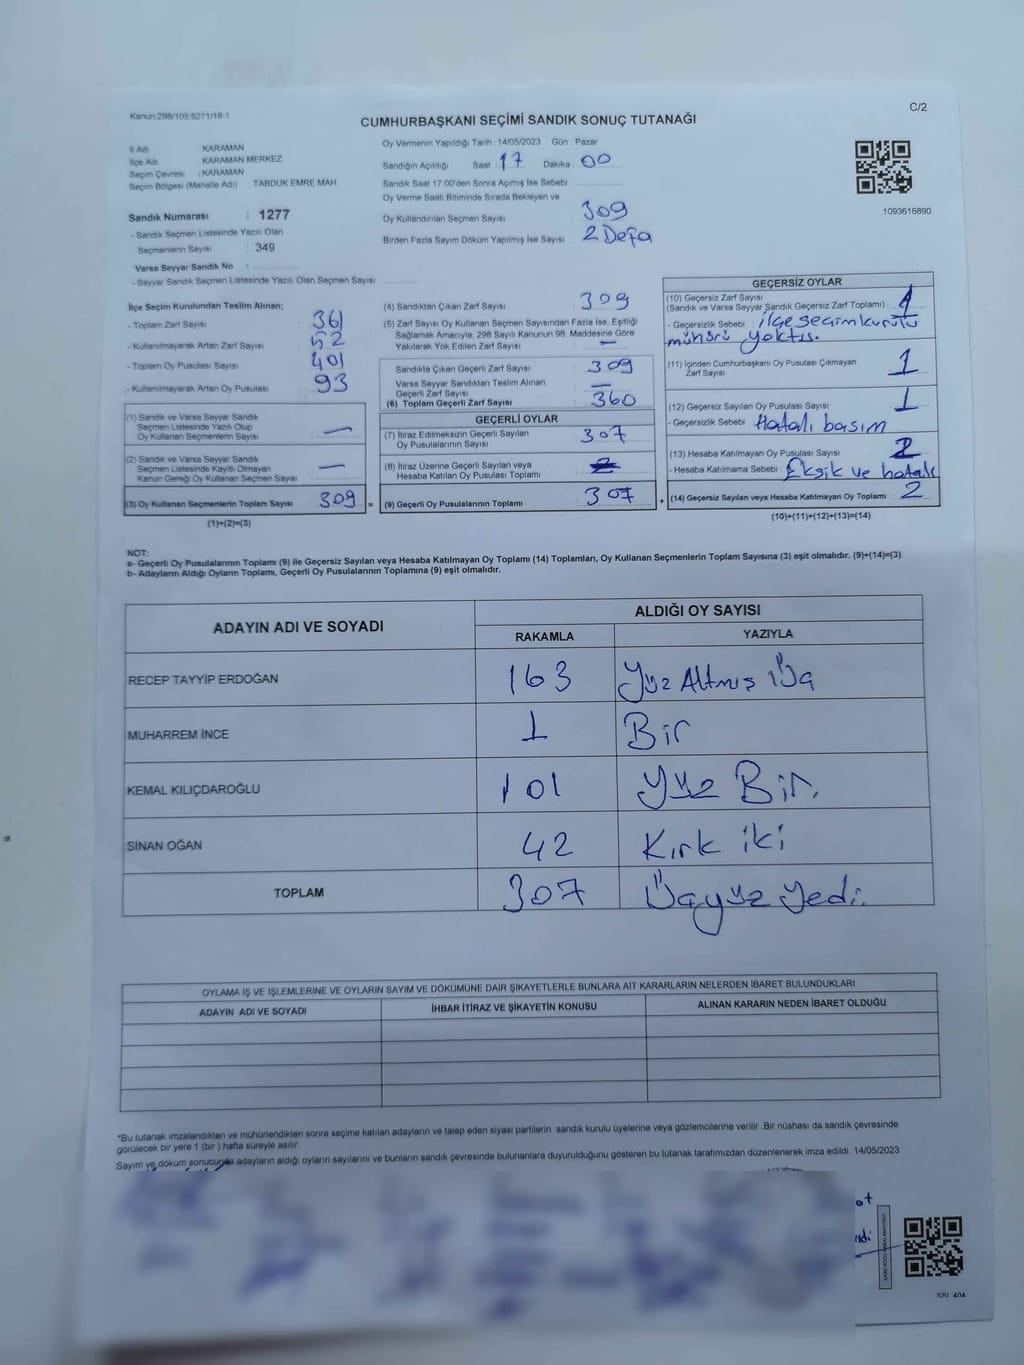 C/2
Kanun:298/105,6271/18-1
CUMHURBAŞKANI SEÇİMİ SANDIK SONUÇ TUTANAĞI
İl Adı KARAMAN
İlçe Adı KARAMAN MERKEZ
Seçim Çevresi : KARAMAN
Seçim Bölgesi (Mahalle Adı) TABDUK EMRE MAH.
Oy Vermenin Yapıldığı Tarih :14/05/2023 Gün : Pazar
Sandığın Açıldığı Saat : 17 Dakika : 00
Sandık Saat 17:00'den Sonra Açılmış İse Sebebi :
Oy Verme Saati Bitiminde Sırada Bekleyen ve
Oy Kullandırılan Seçmen Sayısı : 309
Birden Fazla Sayım Döküm Yapılmış İse Sayısı : 2 Defa
1093616890
Sandık Numarası : 1277
- Sandık Seçmen Listesinde Yazılı Olan
Seçmenlerin Sayısı : 349
Varsa Seyyar Sandık No :
- Seyyar Sandık Seçmen Listesinde Yazılı Olan Seçmen Sayısı :
İlçe Seçim Kurulundan Teslim Alınan;
- Toplam Zarf Sayısı : 361
- Kullanılmayarak Artan Zarf Sayısı : 52
- Toplam Oy Pusulası Sayısı : 401
- Kullanılmayarak Artan Oy Pusulası : 93
(1) Sandık ve Varsa Seyyar Sandık
Seçmen Listesinde Yazılı Olup
Oy Kullanan Seçmenlerin Sayısı : —
(2) Sandık ve Varsa Seyyar Sandık
Seçmen Listesinde Kayıtlı Olmayan
Kanun Gereği Oy Kullanan Seçmen Sayısı : —
(3) Oy Kullanan Seçmenlerin Toplam Sayısı : 309
(1)+(2)=(3)
=
(4) Sandıktan Çıkan Zarf Sayısı : 309
(5) Zarf Sayısı Oy Kullanan Seçmen Sayısından Fazla İse, Eşitliği
Sağlamak Amacıyla; 298 Sayılı Kanunun 98. Maddesine Göre
Yakılarak Yok Edilen Zarf Sayısı : —
Sandıkta Çıkan Geçerli Zarf Sayısı : 309
Varsa Seyyar Sandıktan Teslim Alınan
Geçerli Zarf Sayısı : —
(6) Toplam Geçerli Zarf Sayısı : 360
GEÇERLİ OYLAR
(7) İtiraz Edilmeksizin Geçerli Sayılan
Oy Pusulalarının Sayısı : 307
(8) İtiraz Üzerine Geçerli Sayılan veya
Hesaba Katılan Oy Pusulası Toplamı :
(9) Geçerli Oy Pusulalarının Toplamı : 307
+
GEÇERSİZ OYLAR
(10) Geçersiz Zarf Sayısı
(Sandık ve Varsa Seyyar Sandık Geçersiz Zarf Toplamı) : 1
- Geçersizlik Sebebi : ilçe seçim kurulu
mührü yoktıs.
(11) İçinden Cumhurbaşkanı Oy Pusulası Çıkmayan
Zarf Sayısı : 1
(12) Geçersiz Sayılan Oy Pusulası Sayısı : 1
- Geçersizlik Sebebi : Hatalı basım
(13) Hesaba Katılmayan Oy Pusulası Sayısı : 2
- Hesaba Katılmama Sebebi : Eksik ve hatalı
(14) Geçersiz Sayılan veya Hesaba Katılmayan Oy Toplamı : 2
(10)+(11)+(12)+(13)=(14)
NOT:
a- Geçerli Oy Pusulalarının Toplamı (9) ile Geçersiz Sayılan veya Hesaba Katılmayan Oy Toplamı (14) Toplamları, Oy Kullanan Seçmenlerin Toplam Sayısına (3) eşit olmalıdır. (9)+(14)=(3)
b- Adayların Aldığı Oyların Toplamı, Geçerli Oy Pusulalarının Toplamına (9) eşit olmalıdır.
ADAYIN ADI VE SOYADI ALDIĞI OY SAYISI
RAKAMLA YAZIYLA
RECEP TAYYİP ERDOĞAN 163 Yüz Altmış Üç
MUHARREM İNCE 1 Bir
KEMAL KILIÇDAROĞLU 101 Yüz Bir.
SİNAN OĞAN 42 Kırk iki
TOPLAM 307 Üçyüz Yedi.
OYLAMA İŞ VE İŞLEMLERİNE VE OYLARIN SAYIM VE DÖKÜMÜNE DAİR ŞİKAYETLERLE BUNLARA AİT KARARLARIN NELERDEN İBARET BULUNDUKLARI
ADAYIN ADI VE SOYADI İHBAR İTİRAZ VE ŞİKAYETİN KONUSU ALINAN KARARIN NEDEN İBARET OLDUĞU
*Bu tutanak imzalandıktan ve mühürlendikten sonra seçime katılan adayların ve talep eden siyasi partilerin sandık kurulu üyelerine veya gözlemcilerine verilir .Bir nüshası da sandık çevresinde
görülecek bir yere 1 (bir ) hafta süreyle asılır.
Sayım ve döküm sonucunda adayların aldığı oyların sayılarını ve bunların sandık çevresinde bulunanlara duyurulduğunu gösteren bu tutanak tarafımızdan düzenlenerek imza edildi. 14/05/2023